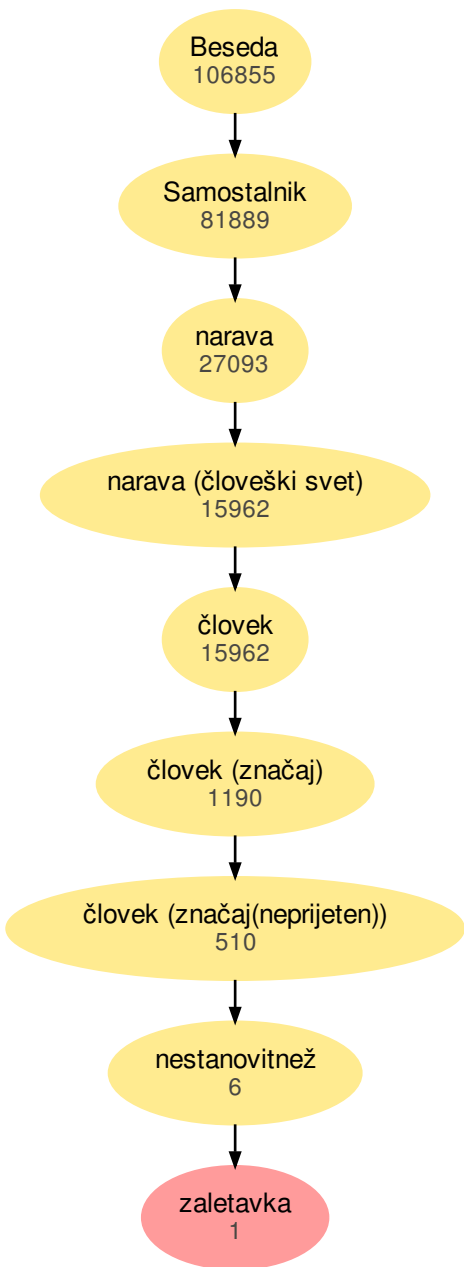 Beseda
106855
Samostalnik
81889
narava
27093
narava (človeški svet)
15962
človek
15962
človek (značaj)
1190
človek (značaj(neprijeten))
510
nestanovitnež
6
zaletavka
1